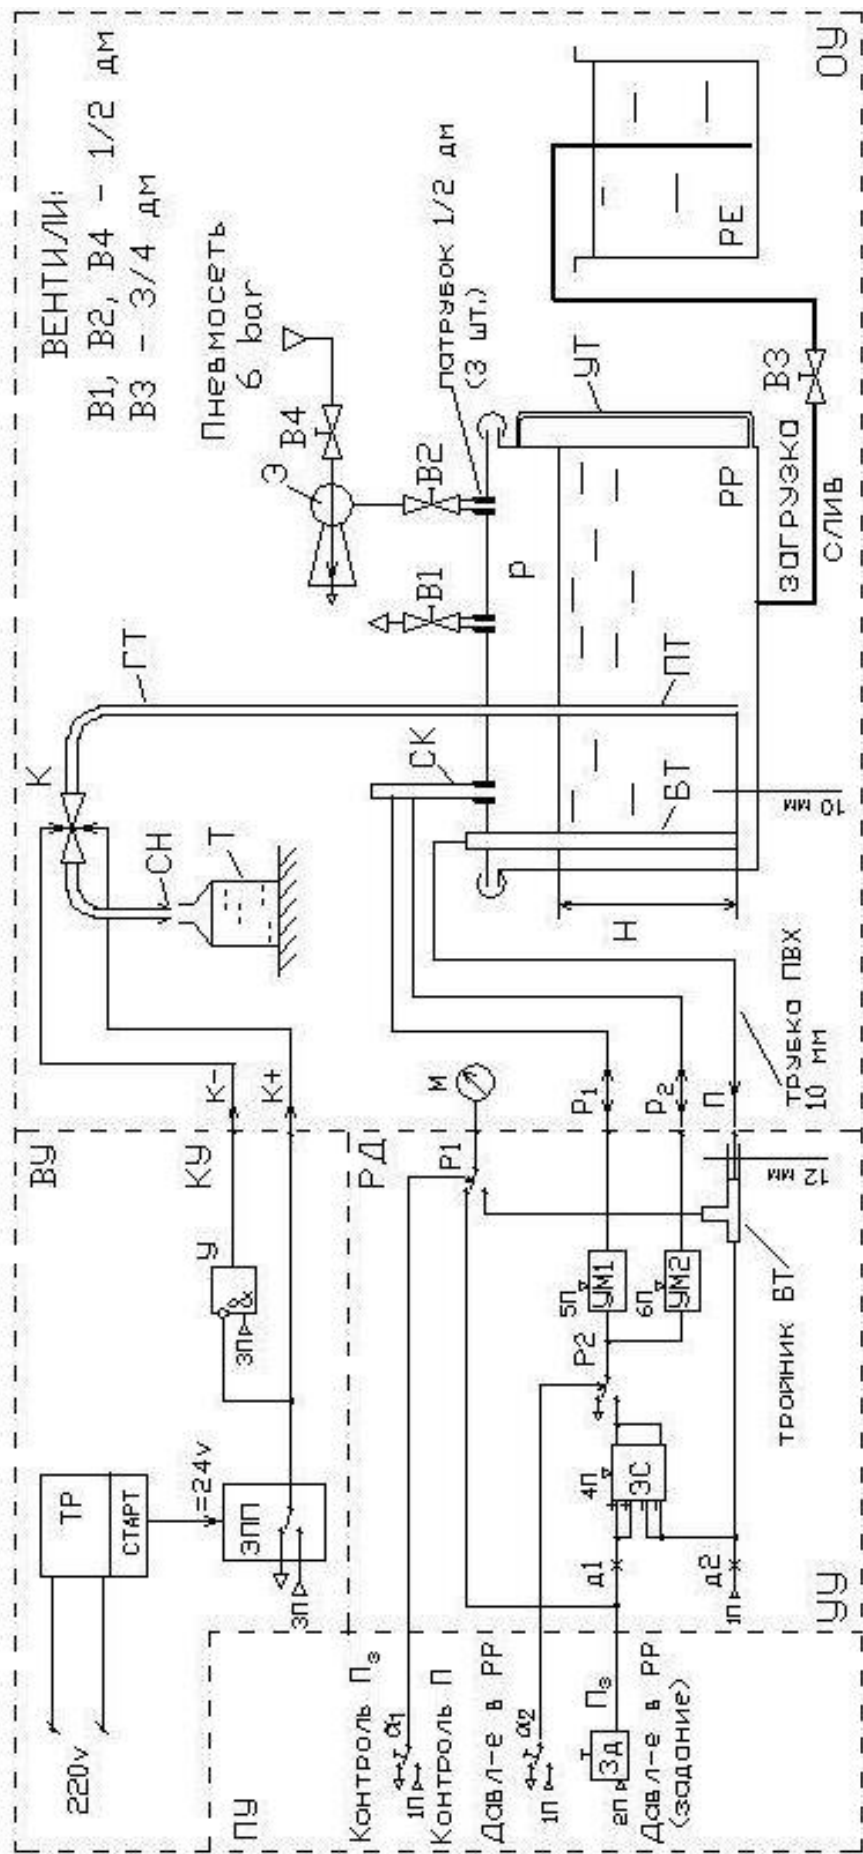 ВЕНТИЛИ:
В1, В2, В4 - 1/2 дм
В3 - 3/4 дм
Пневмосеть
6 bar
В4
Э
В2
В1
патрубок 1/2 дм
(3 шт.)
ОУ
РЕ
УТ
В3
ЗАГРУЗКА
СЛИВ
РР
Р
ГТ
ПТ
К
СК
БТ
10 мм
СН
Т
Н
трубка ПВХ
10 мм
К-
К+
М
Р1
Р2
П
ВУ
КУ
РД
У
&
3П
Р1
12 мм
5П
УМ1
6П
УМ2
Р2
тройник БТ
ТР
СТАРТ
=24v
ЭПП
3П
4П
ЭС
Д1
Д2
1П
УУ
220v
ПУ
Контроль Пз
α1
1П
Контроль П
Давл-е в РР
α2
1П
Пз
ЗД
2П
Давл-е в РР
(задание)